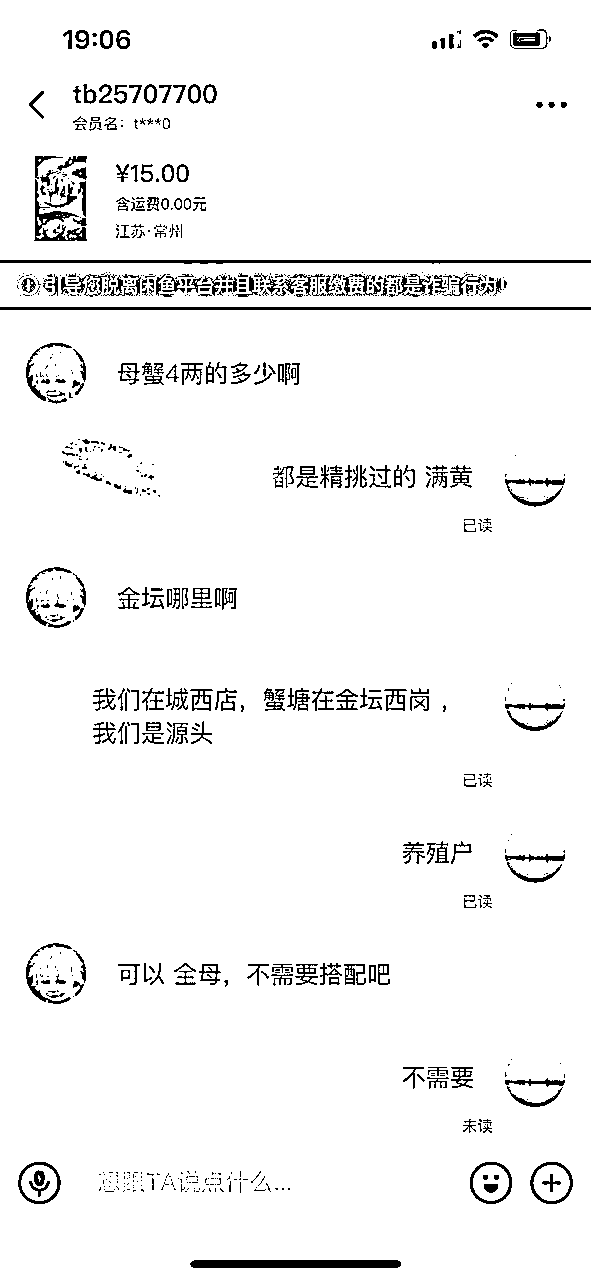 19:06
tb25707700
会员名：t***0
¥15.00
含运费0.00元
江苏·常州
引导您脱离闲鱼平台并且联系客服缴费的都是诈骗行为！
母蟹4两的多少啊
都是精挑过的 满黄
已读
金坛哪里啊
我们在城西店，蟹塘在金坛西岗，
我们是源头
已读
养殖户
已读
可以 全母，不需要搭配吧
不需要
未读
想跟TA说点什么...